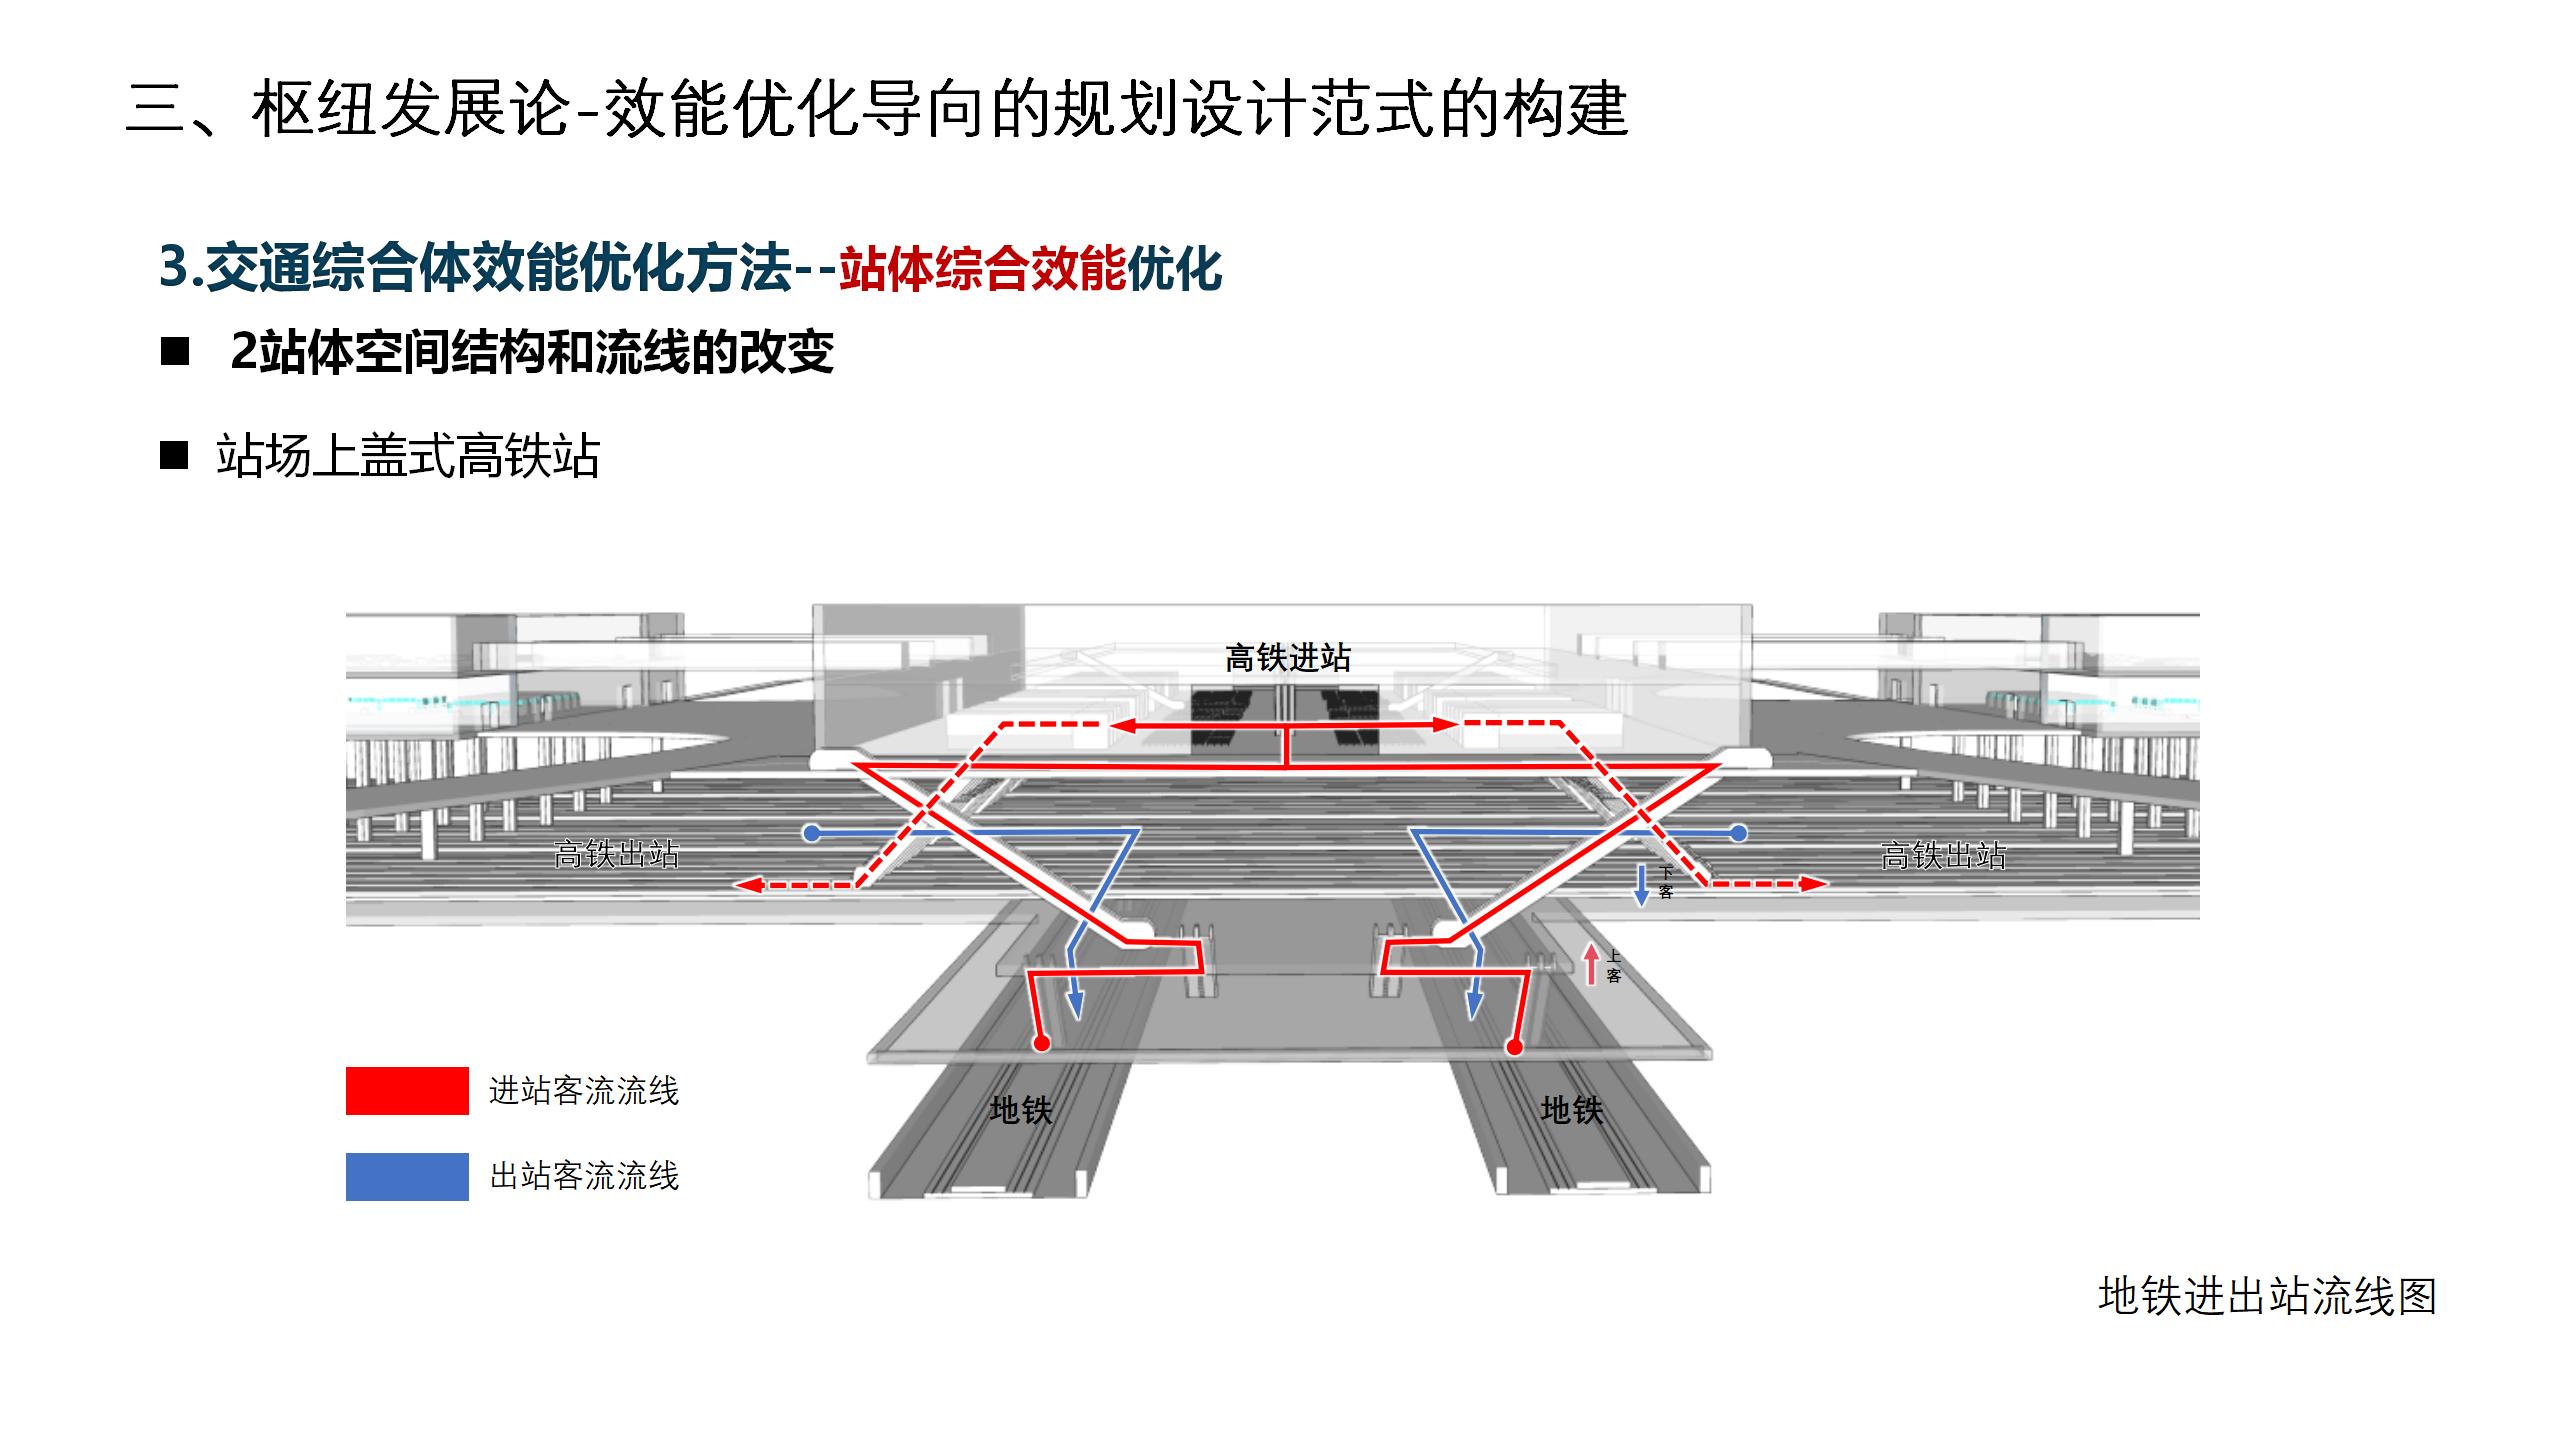 三、枢纽发展论-效能优化导向的规划设计范式的构建
3.交通综合体效能优化方法--站体综合效能优化
■ 2站体空间结构和流线的改变
■ 站场上盖式高铁站
高铁进站
高铁出站
高铁出站
下客
上客
地铁
地铁
进站客流流线
出站客流流线
地铁进出站流线图